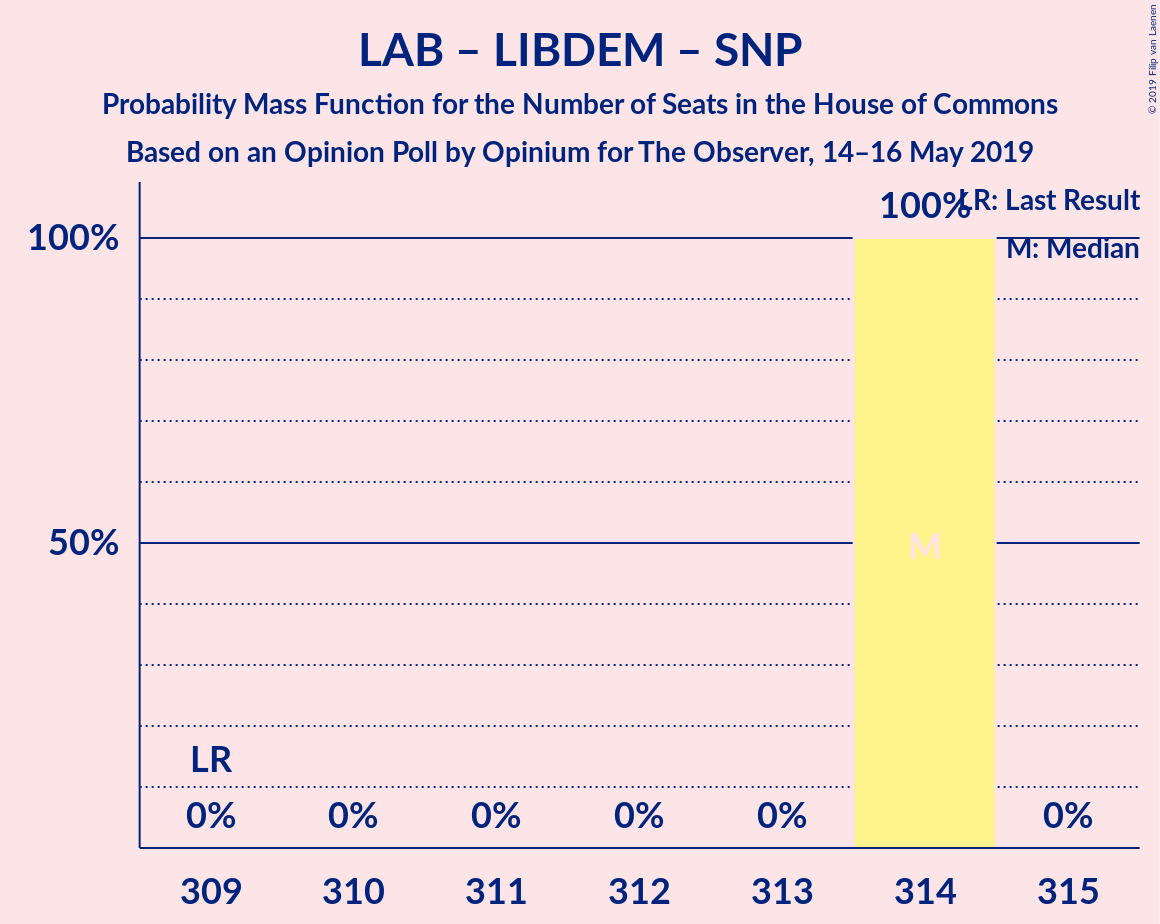 LAB – LIBDEM – SNP
Probability Mass Function for the Number of Seats in the House of Commons
Based on an Opinion Poll by Opinium for The Observer, 14–16 May 2019
© 2019 Filip van Laenen
LR: Last Result
M: Median
100%
100%
50%
M
LR
0% 0% 0% 0% 0% 0%
309 310 311 312 313 314 315